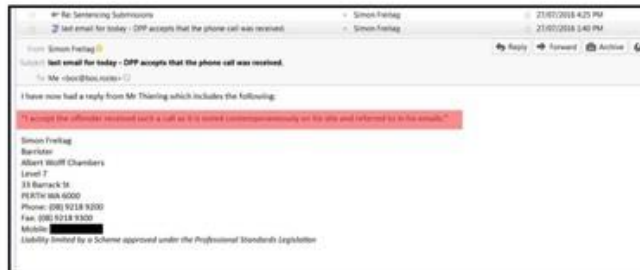 Re: Sentencing Submissions Simon Freitag 27/07/2016 4:25 PM
last email for today - DPP accepts that the phone call was received. Simon Freitag 27/07/2016 1:40 PM
From Simon Freitag Reply Forward Archive
Subject last email for today - DPP accepts that the phone call was received.
To Me
I have now had a reply from Mr Thiering which includes the following:
"I accept the offender received such a call as it is noted contemporaneously on his site and referred to in his emails."
Simon Freitag
Barrister
Albert Wolff Chambers
Level 7
33 Barrack St
PERTH WA 6000
Phone: (08) 9218 9200
Fax: (08) 9218 9300
Mobile:
Liability limited by a Scheme approved under the Professional Standards Legislation